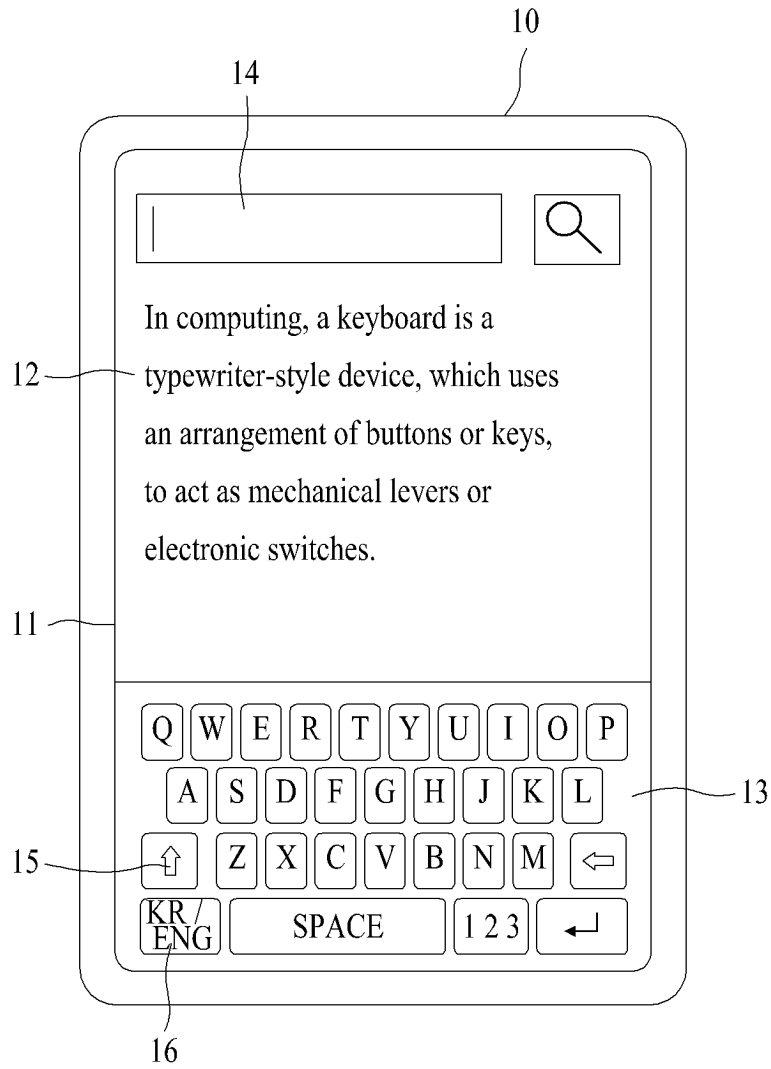 10
14
In computing, a keyboard is a
12
typewriter-style device, which uses
an arrangement of buttons or keys,
to act as mechanical levers or
electronic switches.
11
Q W E R T Y U I O P
A S D F G H J K L
13
15
Z X C V B N M
KR /
ENG
SPACE
1 2 3
16